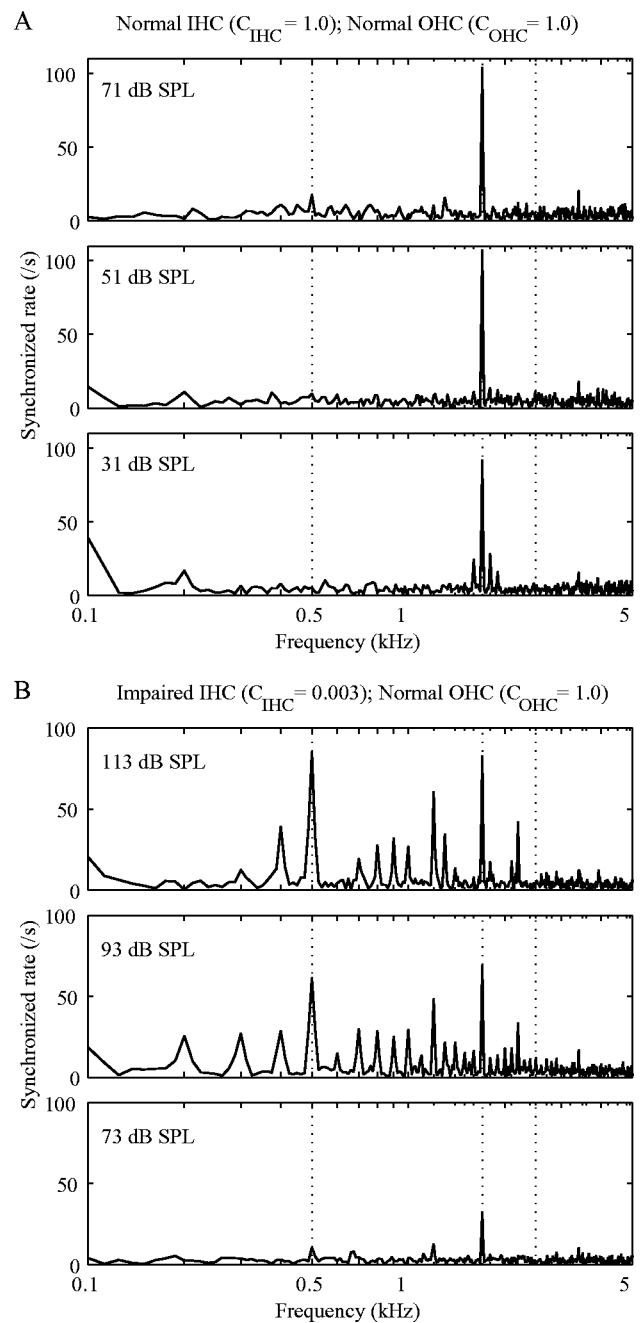 A
Normal IHC (C_IHC = 1.0); Normal OHC (C_OHC = 1.0)
100
50
0
71 dB SPL
100
50
0
51 dB SPL
100
50
0
31 dB SPL
Synchronized rate (/s)
0.1
0.5
1
5
Frequency (kHz)
B
Impaired IHC (C_IHC = 0.003); Normal OHC (C_OHC = 1.0)
100
50
0
113 dB SPL
100
50
0
93 dB SPL
100
50
0
73 dB SPL
Synchronized rate (/s)
0.1
0.5
1
5
Frequency (kHz)